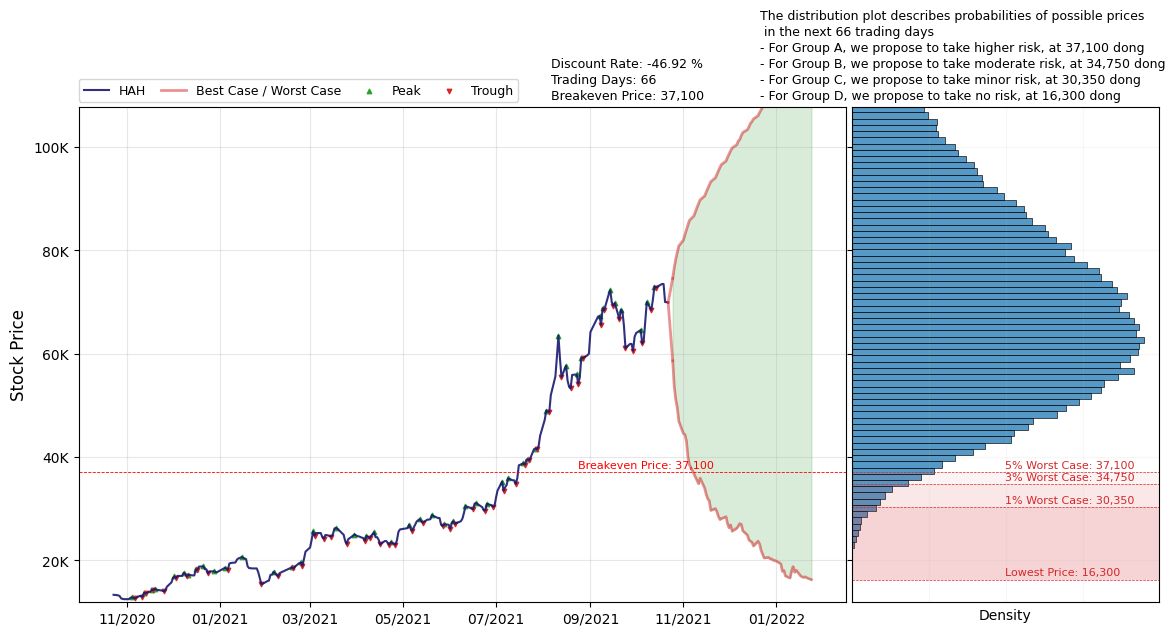 The distribution plot describes probabilities of possible prices
in the next 66 trading days
- For Group A, we propose to take higher risk, at 37,100 dong
- For Group B, we propose to take moderate risk, at 34,750 dong
- For Group C, we propose to take minor risk, at 30,350 dong
- For Group D, we propose to take no risk, at 16,300 dong
Discount Rate: -46.92 %
Trading Days: 66
Breakeven Price: 37,100
HAH
Best Case / Worst Case
Peak
Trough
Stock Price
100K
80K
60K
40K
20K
Breakeven Price: 37,100
11/2020
01/2021
03/2021
05/2021
07/2021
09/2021
11/2021
01/2022
5% Worst Case: 37,100
3% Worst Case: 34,750
1% Worst Case: 30,350
Lowest Price: 16,300
Density